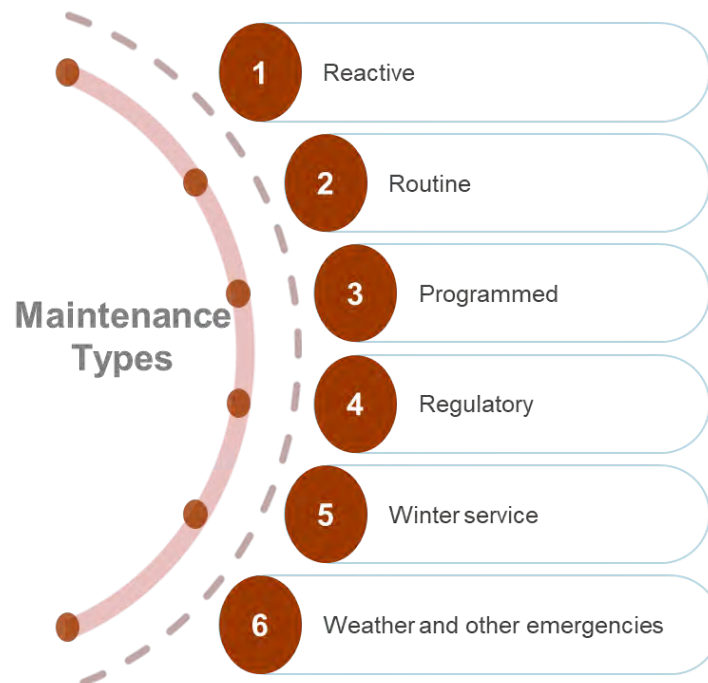 Maintenance
Types
1
Reactive
2
Routine
3
Programmed
4
Regulatory
5
Winter service
6
Weather and other emergencies